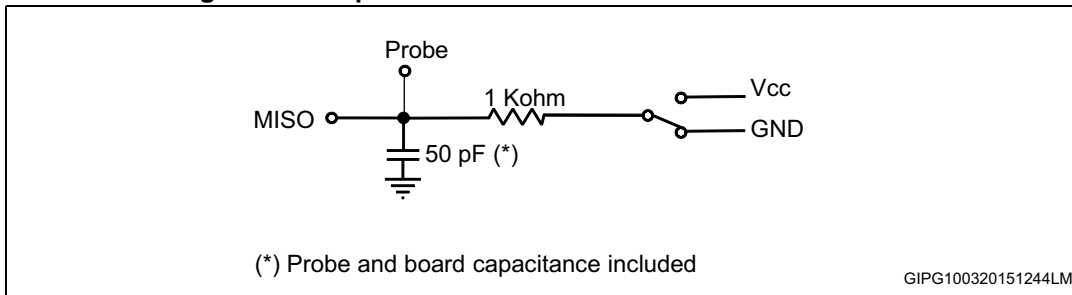 Probe
1 Kohm
Vcc
MISO
GND
50 pF (*)
(*) Probe and board capacitance included
GIPG100320151244LM